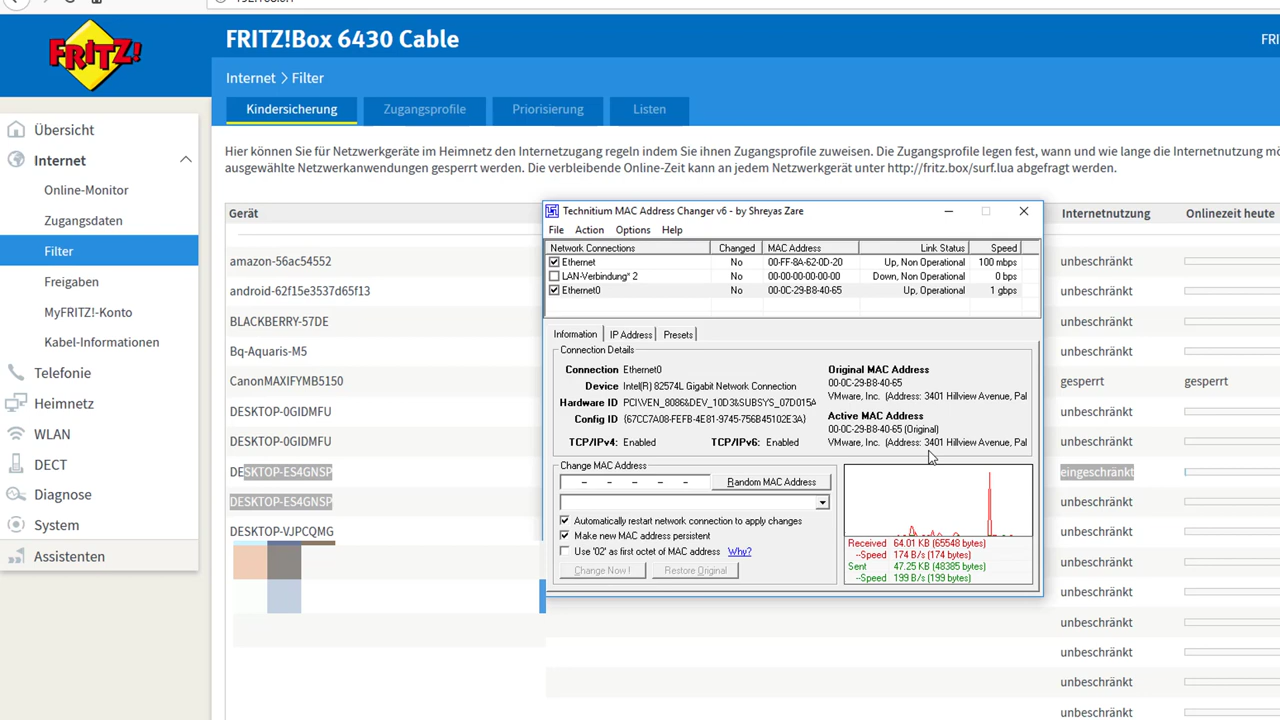 FRITZ!
FRITZ!Box 6430 Cable
FRI
Internet > Filter
Kindersicherung
Zugangsprofile
Priorisierung
Listen
Übersicht
Internet
Online-Monitor
Zugangsdaten
Filter
Freigaben
MyFRITZ!-Konto
Kabel-Informationen
Telefonie
Heimnetz
WLAN
DECT
Diagnose
System
Assistenten
Hier können Sie für Netzwerkgeräte im Heimnetz den Internetzugang regeln indem Sie ihnen Zugangsprofile zuweisen. Die Zugangsprofile legen fest, wann und wie lange die Internetnutzung mö
ausgewählte Netzwerkanwendungen gesperrt werden. Die verbleibende Online-Zeit kann an jedem Netzwerkgerät unter http://fritz.box/surf.lua abgefragt werden.
Gerät
Internetnutzung
Onlinezeit heute
amazon-56ac54552
unbeschränkt
android-62f15e3537d65f13
unbeschränkt
BLACKBERRY-57DE
unbeschränkt
Bq-Aquaris-M5
unbeschränkt
CanonMAXIFYMB5150
gesperrt
gesperrt
DESKTOP-0GIDMFU
unbeschränkt
DESKTOP-0GIDMFU
unbeschränkt
DESKTOP-ES4GNSP
eingeschränkt
DESKTOP-ES4GNSP
unbeschränkt
DESKTOP-VJPCQMG
unbeschränkt
unbeschränkt
unbeschränkt
unbeschränkt
unbeschränkt
unbeschränkt
unbeschränkt
Technitium MAC Address Changer v6 - by Shreyas Zare
File Action Options Help
Network Connections Changed MAC Address Link Status Speed
Ethernet No 00-FF-8A-62-0D-20 Up, Non Operational 100 mbps
LAN-Verbindung* 2 No 00-00-00-00-00-00 Down, Non Operational 0 bps
Ethernet0 No 00-0C-29-B8-40-65 Up, Operational 1 gbps
Information IP Address Presets
Connection Details
Connection Ethernet0
Device Intel(R) 82574L Gigabit Network Connection
Hardware ID PCI\VEN_8086&DEV_10D3&SUBSYS_07D015A
Config ID {67CC7A08-FEFB-4E81-9745-756B45102E3A}
TCP/IPv4: Enabled TCP/IPv6: Enabled
Original MAC Address
00-0C-29-B8-40-65
VMware, Inc. (Address: 3401 Hillview Avenue, Pal
Active MAC Address
00-0C-29-B8-40-65 (Original)
VMware, Inc. (Address: 3401 Hillview Avenue, Pal
Change MAC Address
- - - - -
Random MAC Address
Automatically restart network connection to apply changes
Make new MAC address persistent
Use '02' as first octet of MAC address Why?
Change Now !
Restore Original
Received 64.01 KB (65548 bytes)
--Speed 174 B/s (174 bytes)
Sent 47.25 KB (48385 bytes)
--Speed 199 B/s (199 bytes)